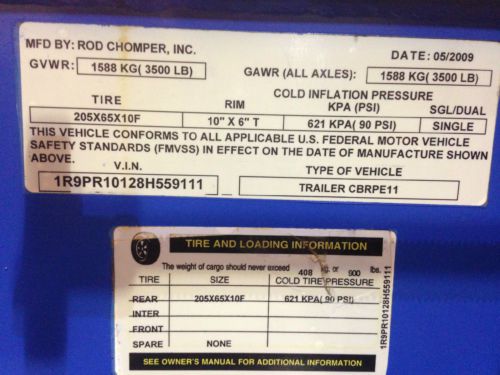 MFD BY: ROD CHOMPER, INC.
DATE: 05/2009
GVWR: 1588 KG( 3500 LB)
GAWR (ALL AXLES): 1588 KG( 3500 LB)
COLD INFLATION PRESSURE
TIRE RIM KPA (PSI) SGL/DUAL
205X65X10F 10" X 6" T 621 KPA( 90 PSI) SINGLE
THIS VEHICLE CONFORMS TO ALL APPLICABLE U.S. FEDERAL MOTOR VEHICLE
SAFETY STANDARDS (FMVSS) IN EFFECT ON THE DATE OF MANUFACTURE SHOWN
ABOVE.
V.I.N. TYPE OF VEHICLE
1R9PR10128H559111 TRAILER CBRPE11
TIRE AND LOADING INFORMATION
The weight of cargo should never exceed 408 kg. or 900 lbs.
TIRE SIZE COLD TIRE PRESSURE
REAR 205X65X10F 621 KPA( 90 PSI)
INTER
FRONT
SPARE NONE
SEE OWNER'S MANUAL FOR ADDITIONAL INFORMATION
1R9PR10128H559111